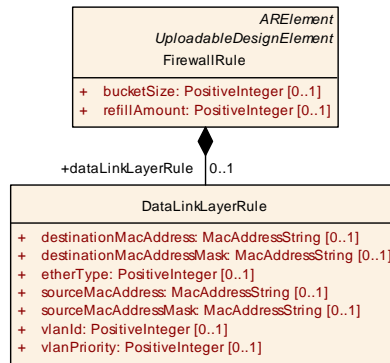 ARElement
UploadableDesignElement
FirewallRule
+ bucketSize: PositiveInteger [0..1]
+ refillAmount: PositiveInteger [0..1]
+dataLinkLayerRule 0..1
DataLinkLayerRule
+ destinationMacAddress: MacAddressString [0..1]
+ destinationMacAddressMask: MacAddressString [0..1]
+ etherType: PositiveInteger [0..1]
+ sourceMacAddress: MacAddressString [0..1]
+ sourceMacAddressMask: MacAddressString [0..1]
+ vlanId: PositiveInteger [0..1]
+ vlanPriority: PositiveInteger [0..1]